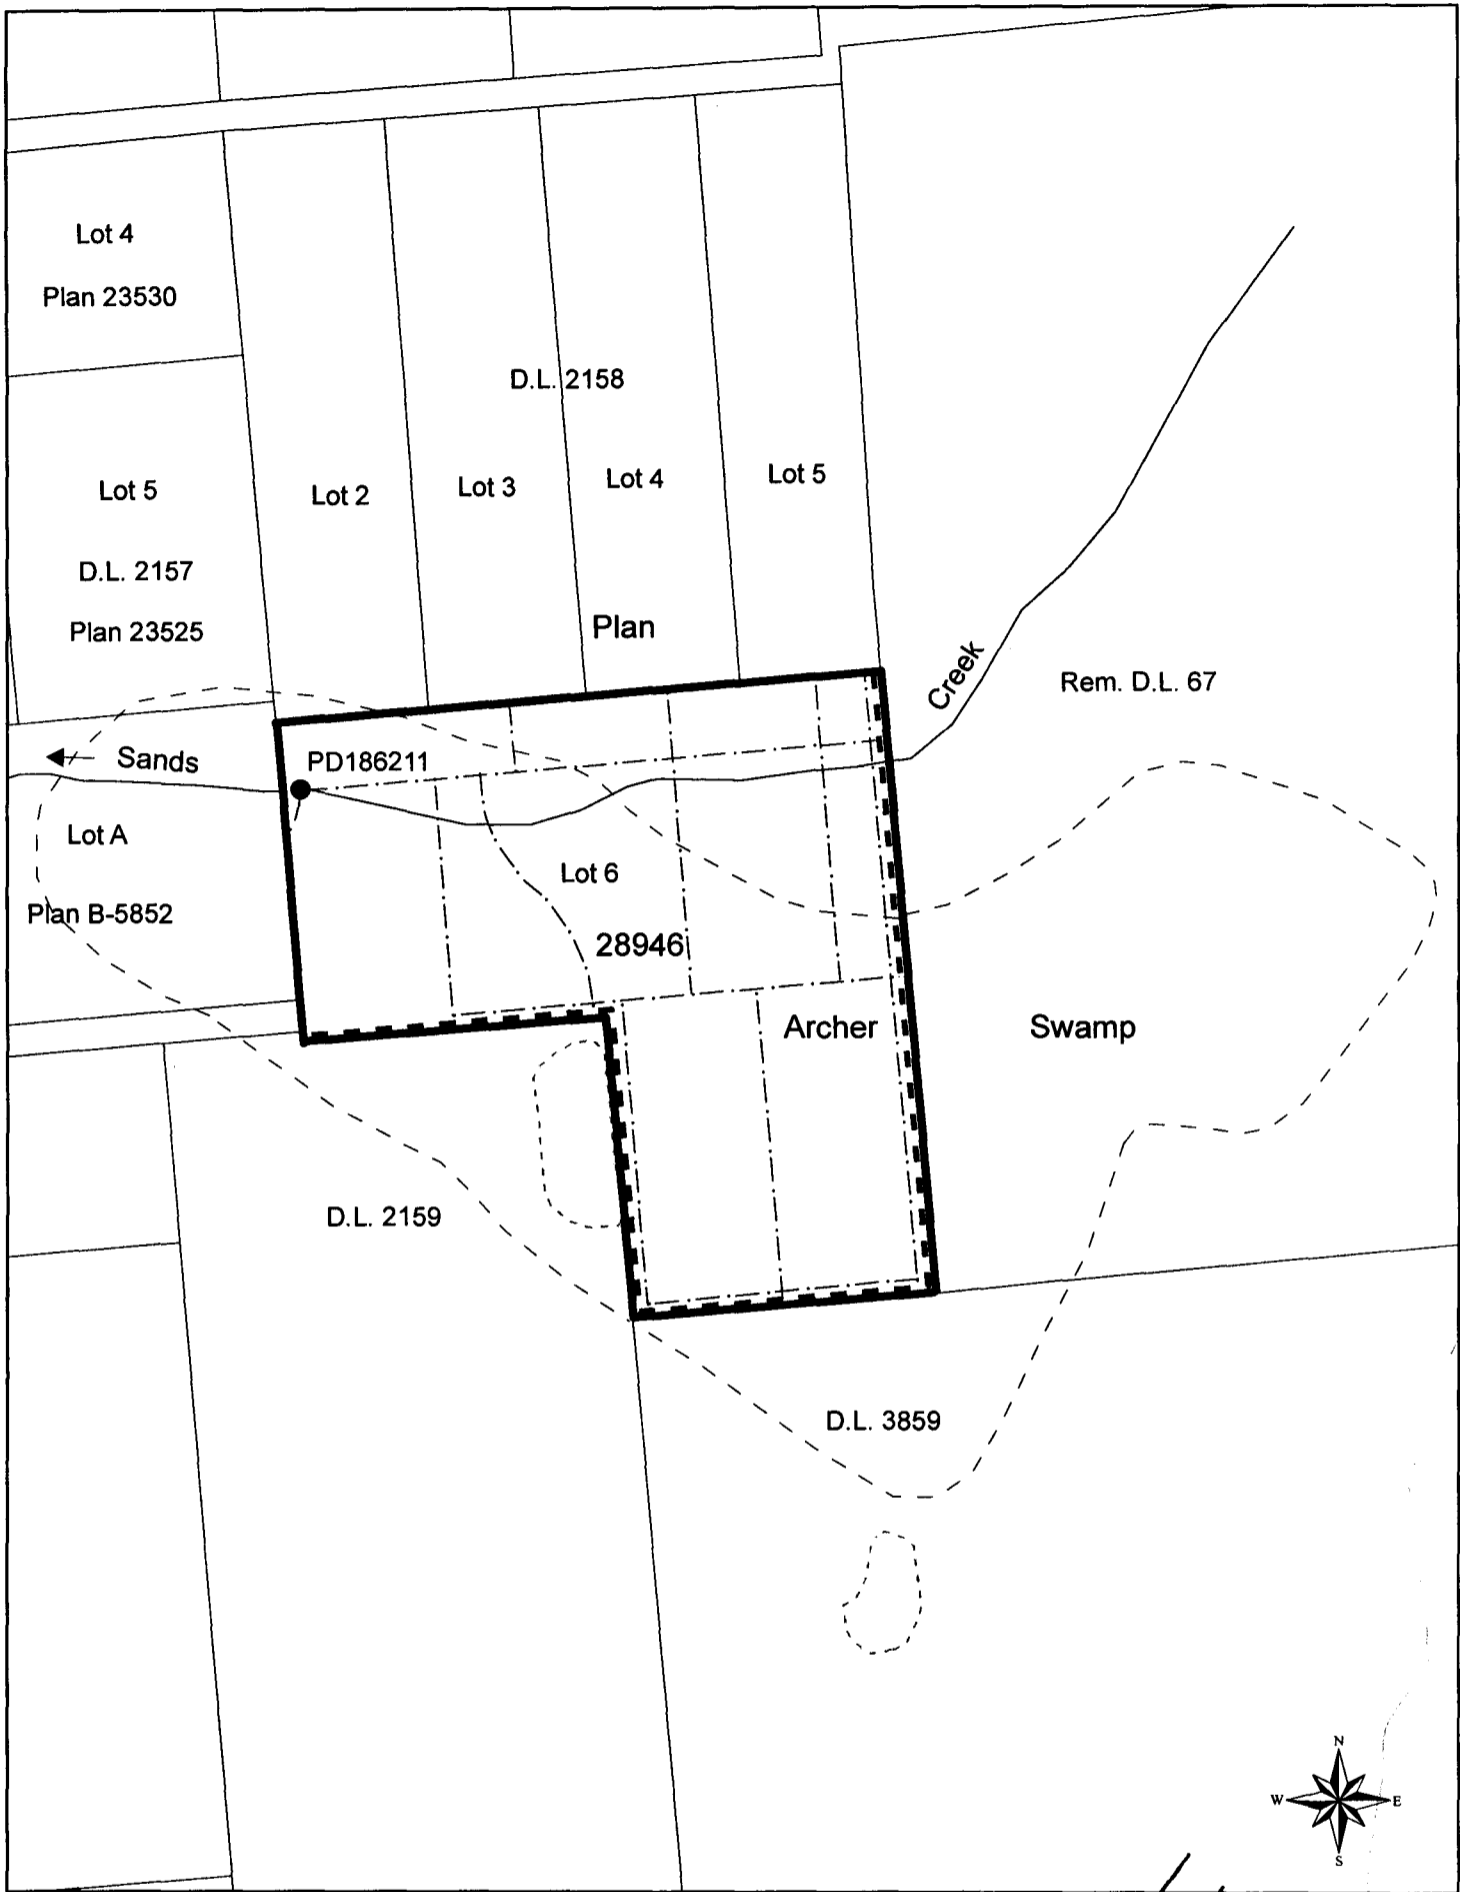 Lot 4
Plan 23530
D.L. 2158
Lot 5
Lot 2
Lot 3
Lot 4
Lot 5
D.L. 2157
Plan 23525
Plan
Creek
Rem. D.L. 67
Sands
PD186211
Lot A
Lot 6
Plan B-5852
28946
Archer
Swamp
D.L. 2159
D.L. 3859
N
W
E
S